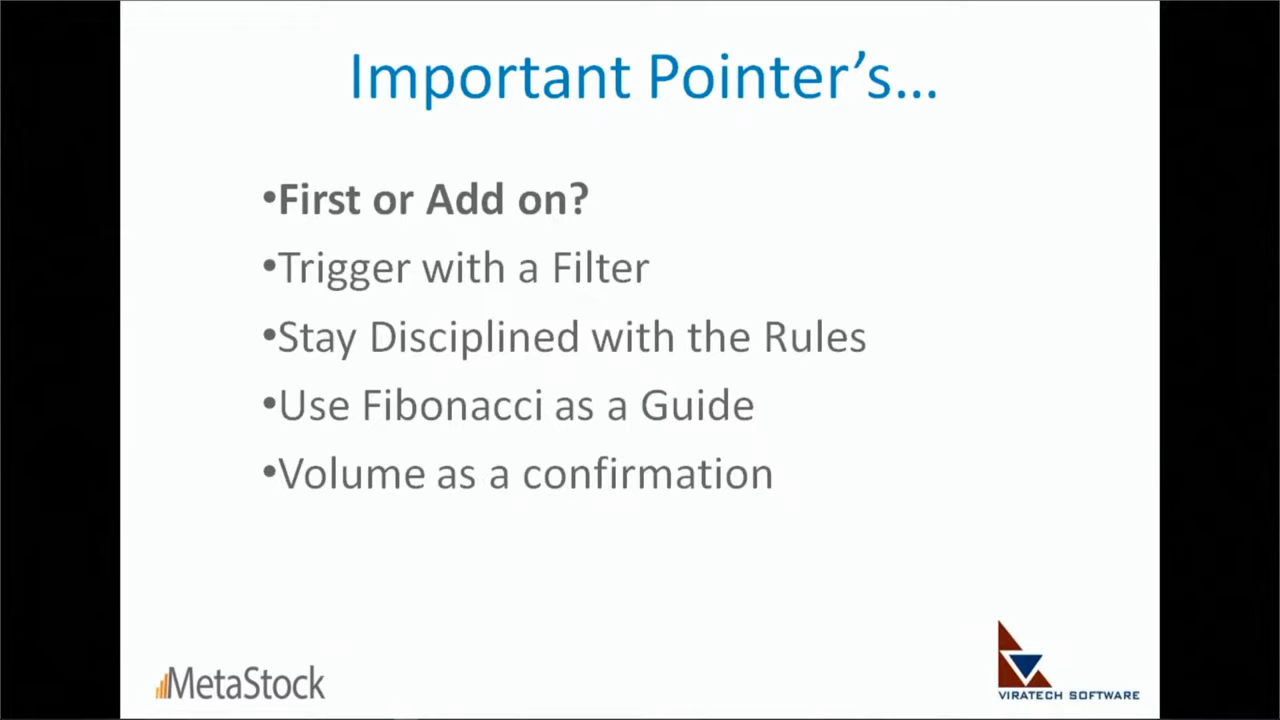 Important Pointer’s...
•First or Add on?
•Trigger with a Filter
•Stay Disciplined with the Rules
•Use Fibonacci as a Guide
•Volume as a confirmation
MetaStock
VIRATECH SOFTWARE